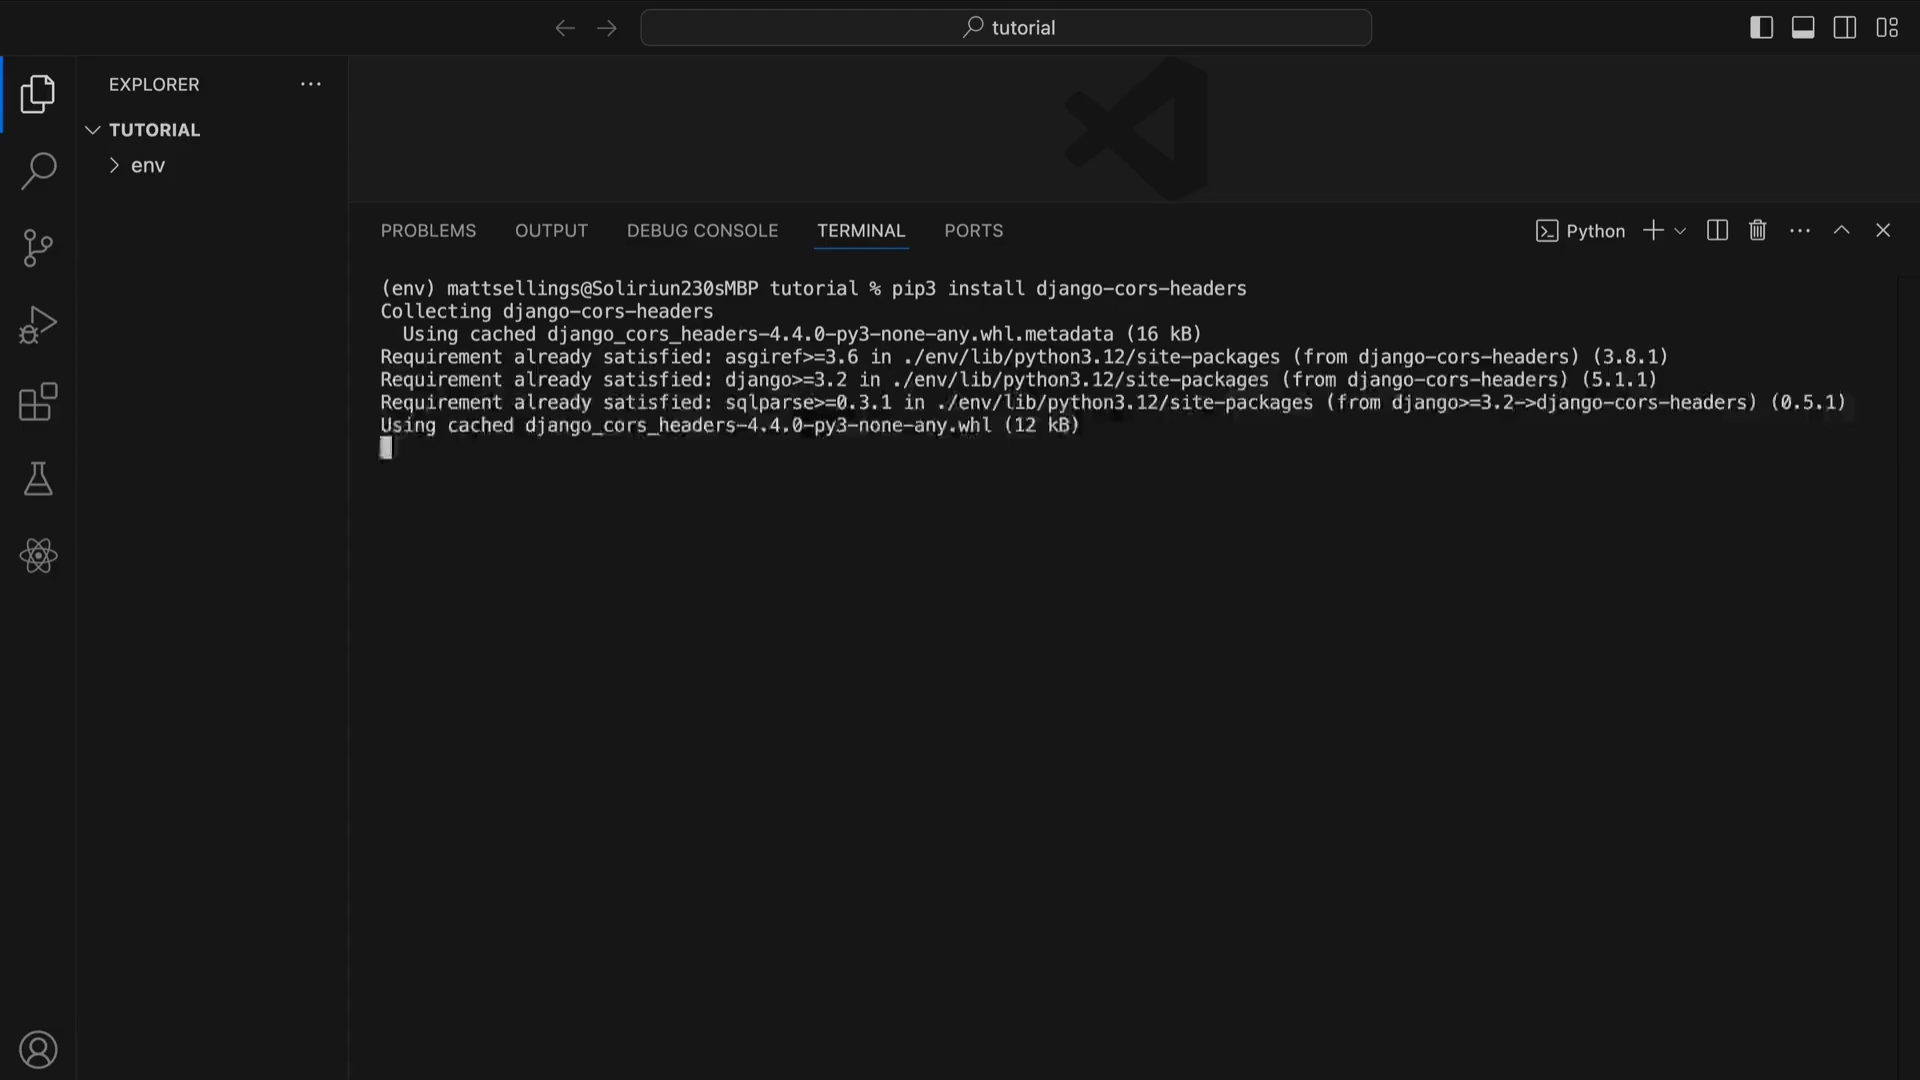 tutorial
EXPLORER
TUTORIAL
env
PROBLEMS OUTPUT DEBUG CONSOLE TERMINAL PORTS Python
(env) mattsellings@Soliriun230sMBP tutorial % pip3 install django-cors-headers
Collecting django-cors-headers
Using cached django_cors_headers-4.4.0-py3-none-any.whl.metadata (16 kB)
Requirement already satisfied: asgiref>=3.6 in ./env/lib/python3.12/site-packages (from django-cors-headers) (3.8.1)
Requirement already satisfied: django>=3.2 in ./env/lib/python3.12/site-packages (from django-cors-headers) (5.1.1)
Requirement already satisfied: sqlparse>=0.3.1 in ./env/lib/python3.12/site-packages (from django>=3.2->django-cors-headers) (0.5.1)
Using cached django_cors_headers-4.4.0-py3-none-any.whl (12 kB)